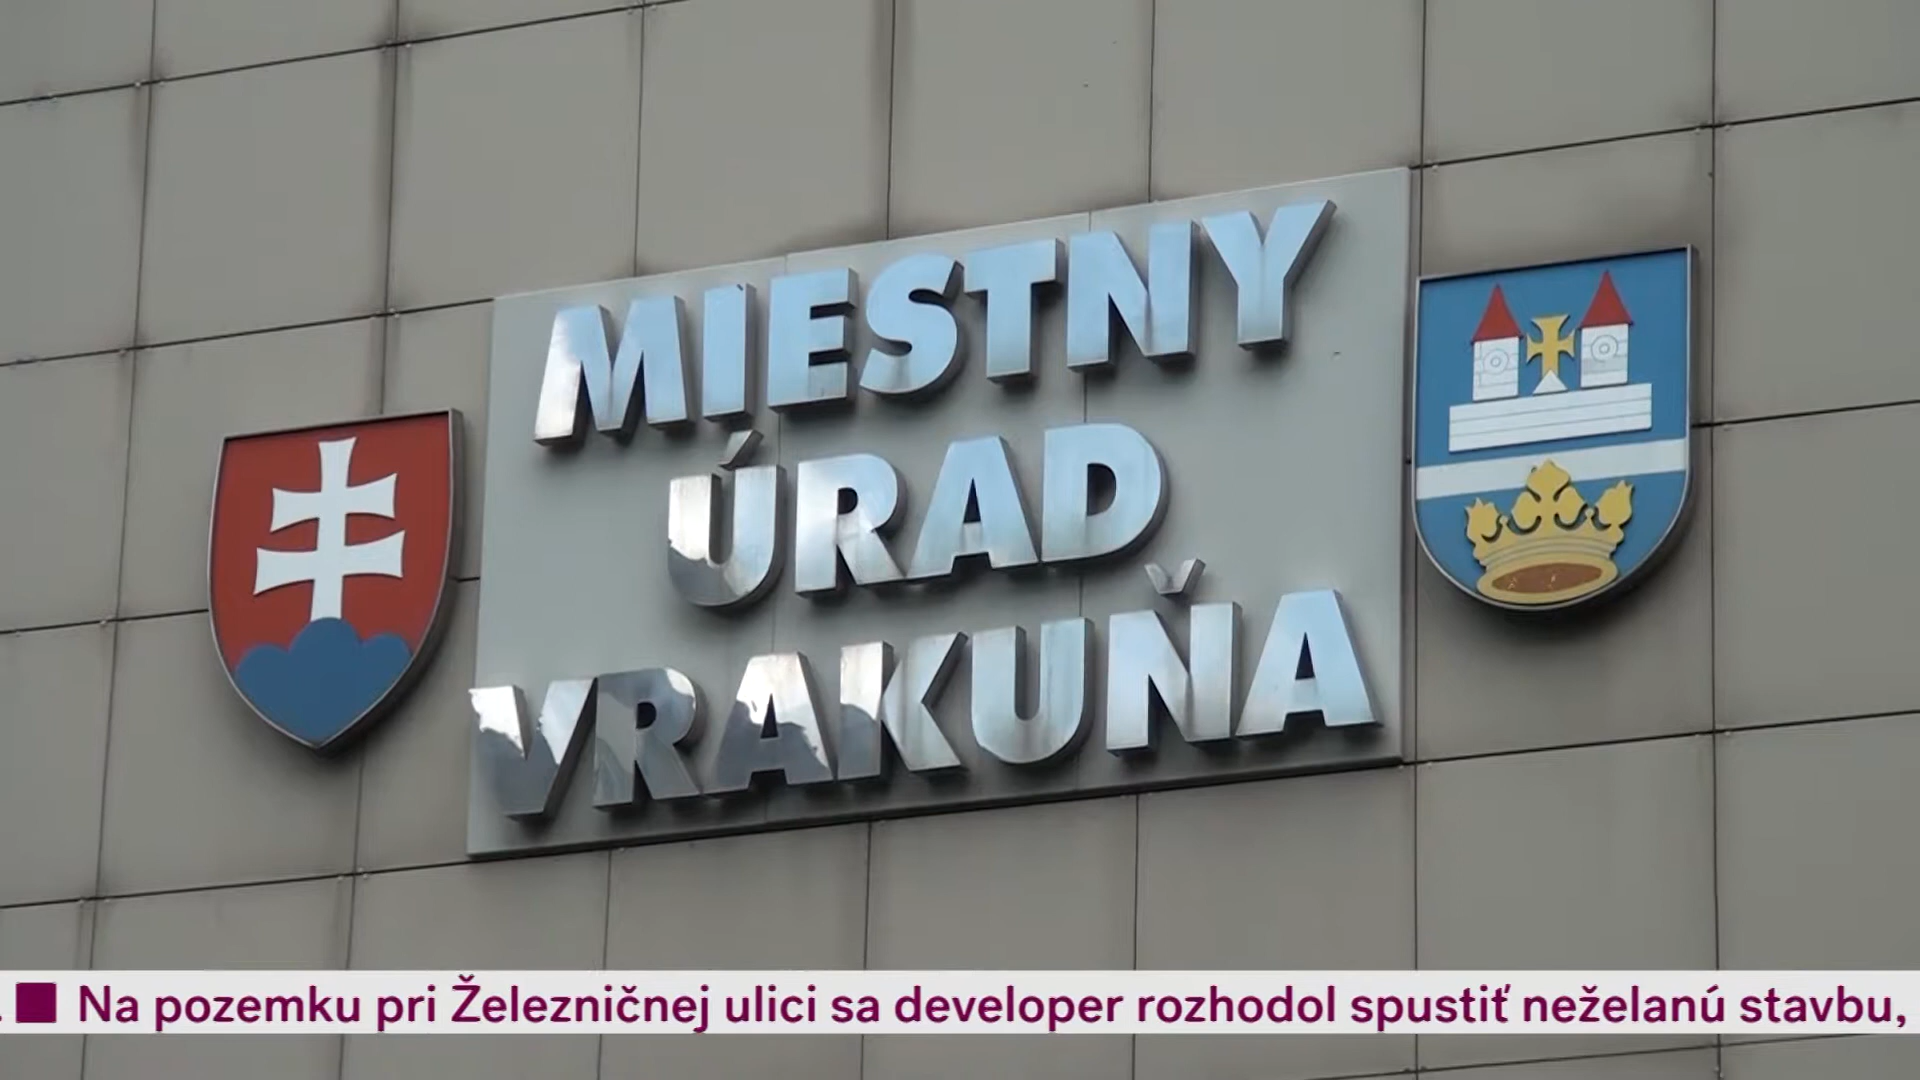 MIESTNY
ÚRAD
VRAKUŇA
. ■ Na pozemku pri Železničnej ulici sa developer rozhodol spustiť neželanú stavbu,